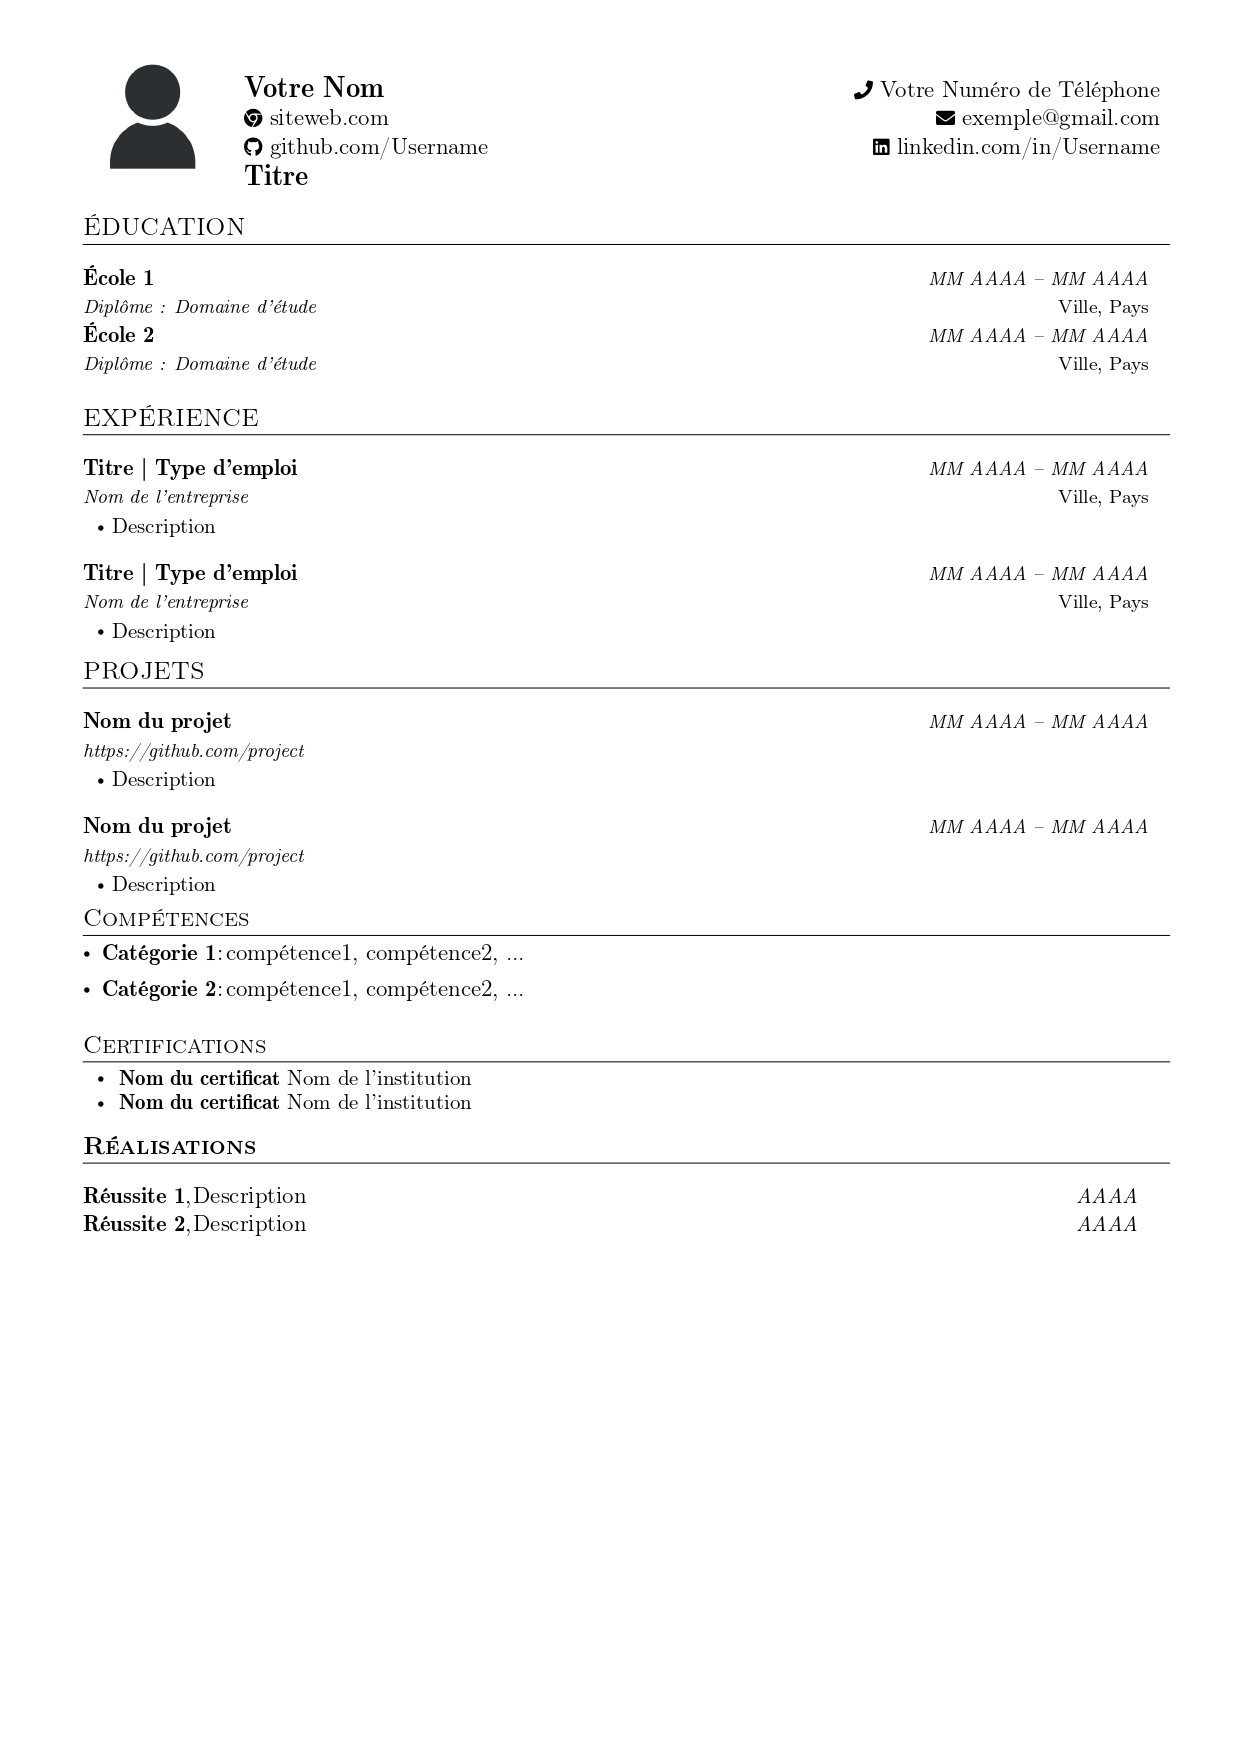 Votre Nom
Votre Numéro de Téléphone
siteweb.com
exemple@gmail.com
github.com/Username
linkedin.com/in/Username
Titre
ÉDUCATION
École 1 MM AAAA – MM AAAA
Diplôme : Domaine d'étude Ville, Pays
École 2 MM AAAA – MM AAAA
Diplôme : Domaine d'étude Ville, Pays
EXPÉRIENCE
Titre | Type d'emploi MM AAAA – MM AAAA
Nom de l'entreprise Ville, Pays
• Description
Titre | Type d'emploi MM AAAA – MM AAAA
Nom de l'entreprise Ville, Pays
• Description
PROJETS
Nom du projet MM AAAA – MM AAAA
https://github.com/project
• Description
Nom du projet MM AAAA – MM AAAA
https://github.com/project
• Description
COMPÉTENCES
• Catégorie 1: compétence1, compétence2, ...
• Catégorie 2: compétence1, compétence2, ...
CERTIFICATIONS
• Nom du certificat Nom de l'institution
• Nom du certificat Nom de l'institution
RÉALISATIONS
Réussite 1,Description AAAA
Réussite 2,Description AAAA